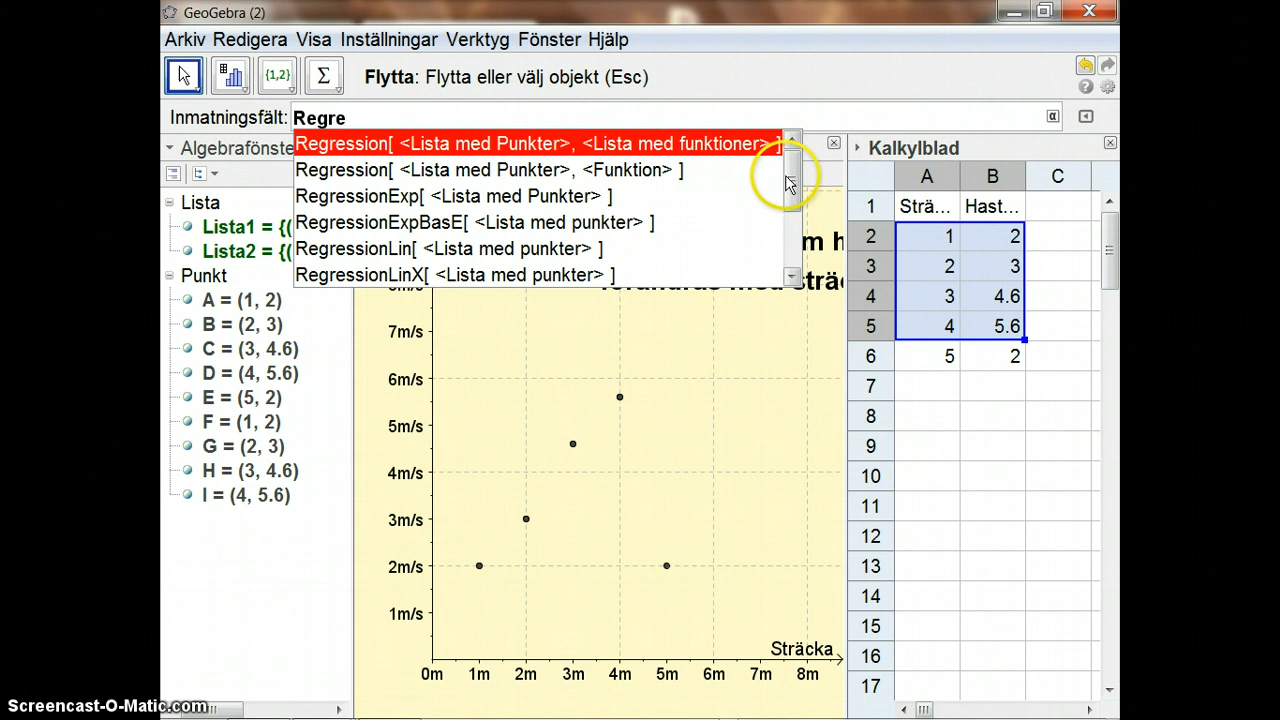 GeoGebra (2)
Arkiv Redigera Visa Inställningar Verktyg Fönster Hjälp
{1,2} Σ Flytta: Flytta eller välj objekt (Esc)
Inmatningsfält: Regre α
Regression[ <Lista med Punkter>, <Lista med funktioner> ]
Regression[ <Lista med Punkter>, <Funktion> ]
RegressionExp[ <Lista med Punkter> ]
RegressionExpBasE[ <Lista med punkter> ]
RegressionLin[ <Lista med punkter> ]
RegressionLinX[ <Lista med punkter> ]
Algebrafönste
Lista
Lista1 = {(
Lista2 = {(
Punkt
A = (1, 2)
B = (2, 3)
C = (3, 4.6)
D = (4, 5.6)
E = (5, 2)
F = (1, 2)
G = (2, 3)
H = (3, 4.6)
I = (4, 5.6)
m h
med sträc
7m/s
6m/s
5m/s
4m/s
3m/s
2m/s
1m/s
Sträcka
0m 1m 2m 3m 4m 5m 6m 7m 8m
Kalkylblad
A B C
1 Strä... Hast...
2 1 2
3 2 3
4 3 4.6
5 4 5.6
6 5 2
7
8
9
10
11
12
13
14
15
16
17
Screencast-O-Matic.com